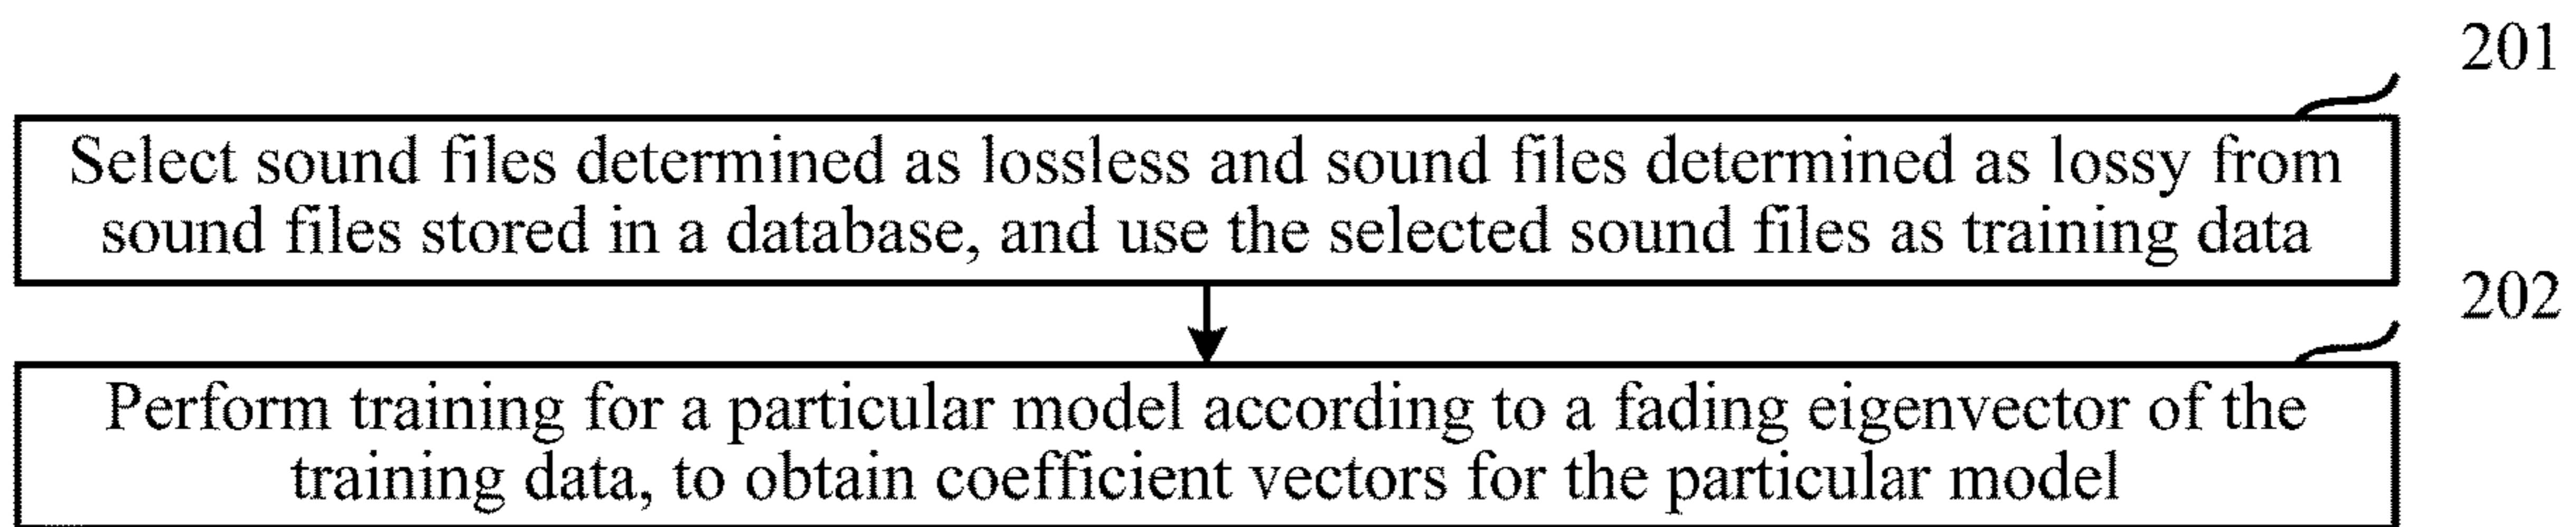 201
Select sound files determined as lossless and sound files determined as lossy from
sound files stored in a database, and use the selected sound files as training data
202
Perform training for a particular model according to a fading eigenvector of the
training data, to obtain coefficient vectors for the particular model